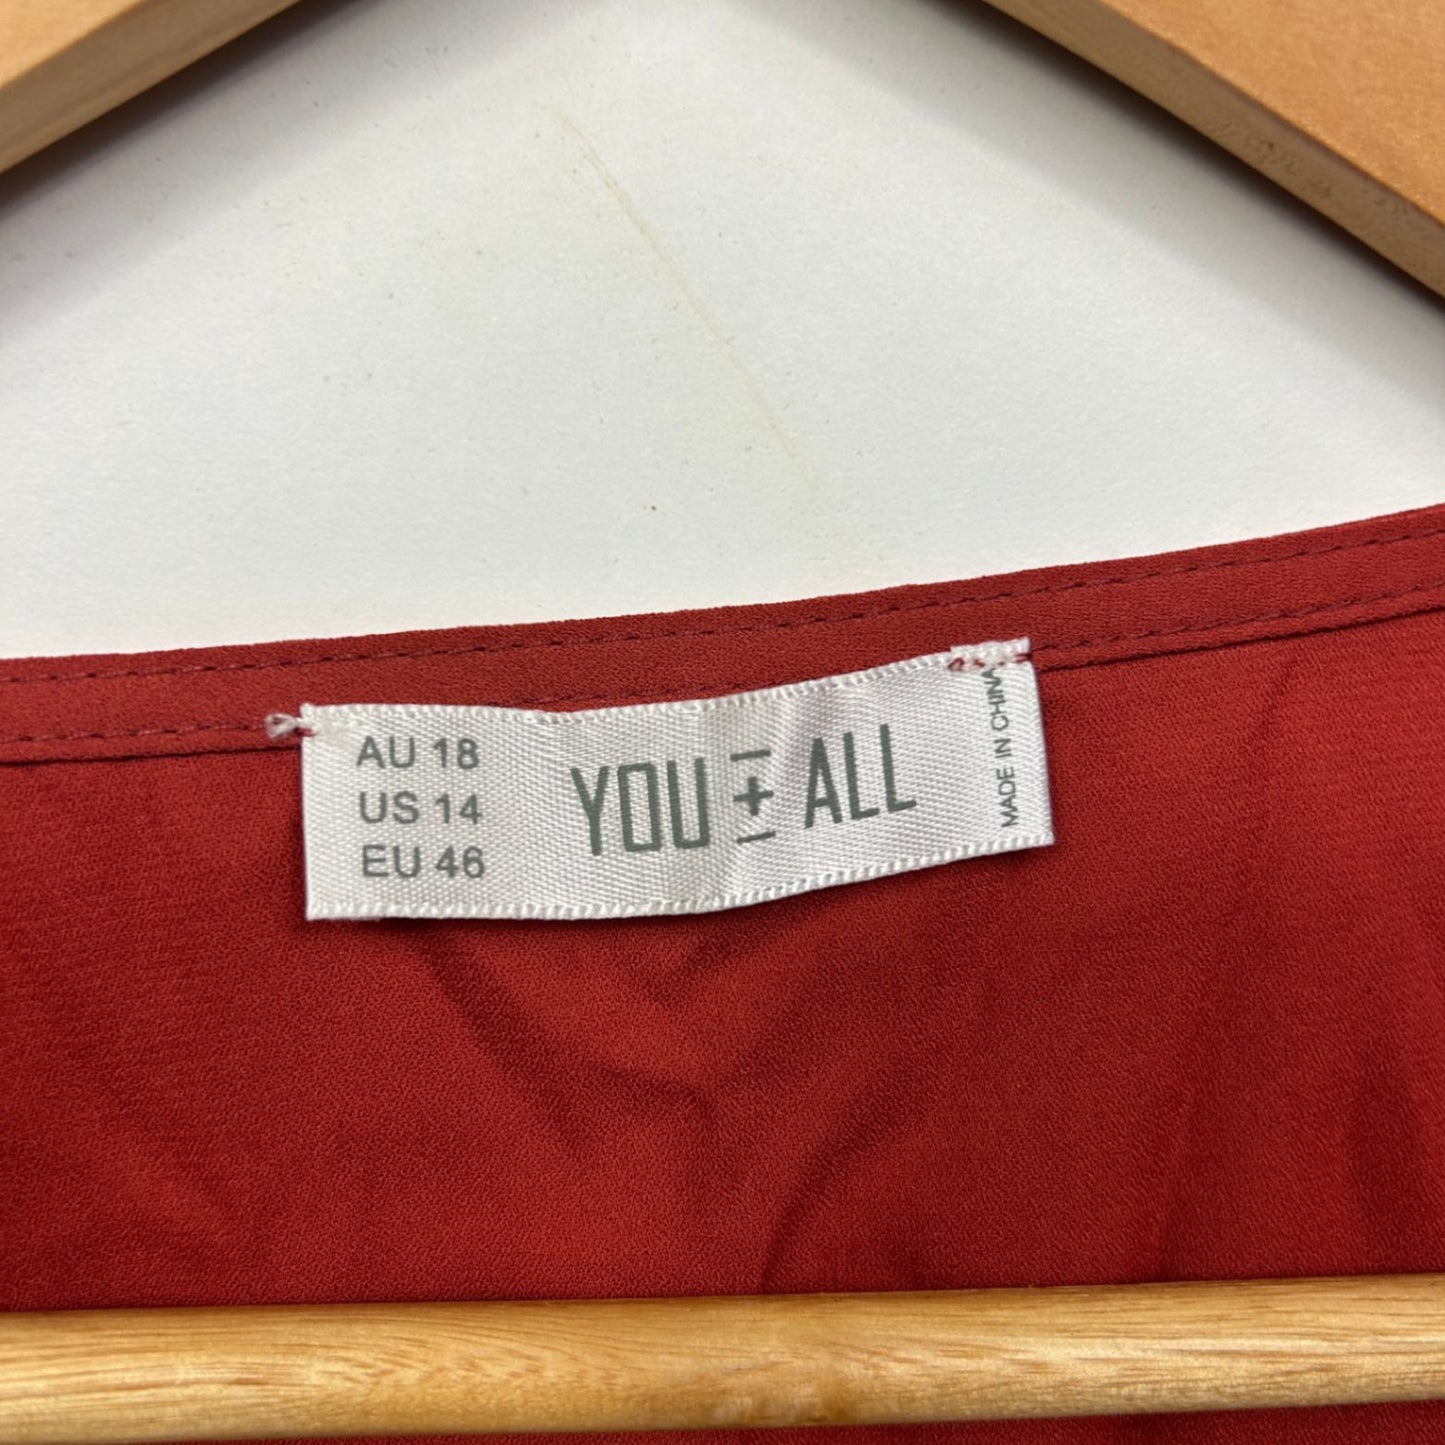 AU 18
US 14
EU 46
YOU + ALL
MADE IN CHINA